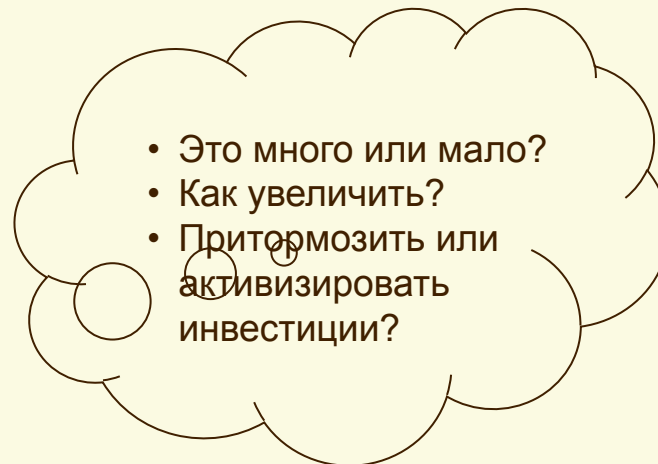 • Это много или мало?
• Как увеличить?
• Притормозить или
активизировать
инвестиции?